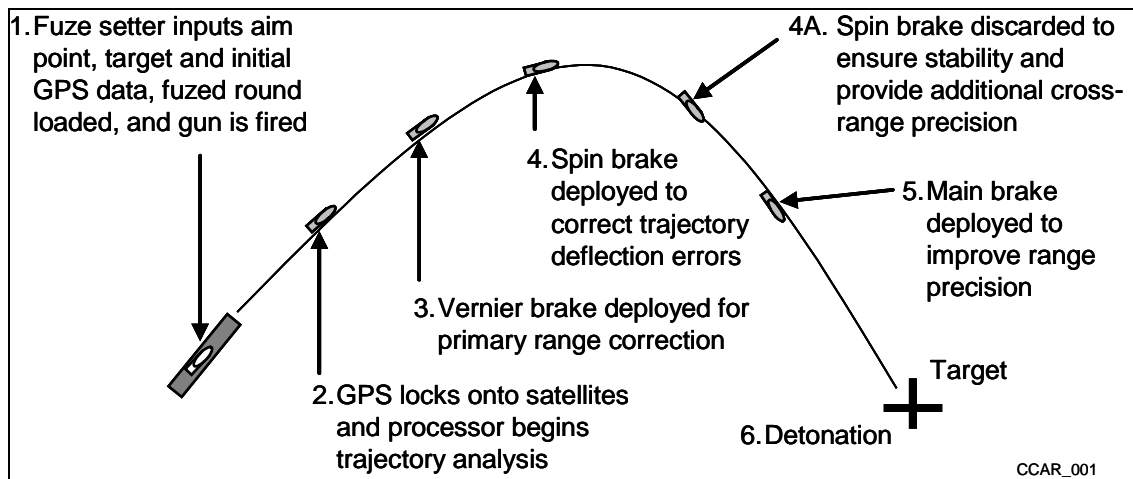 1. Fuze setter inputs aim
point, target and initial
GPS data, fuzed round
loaded, and gun is fired
2. GPS locks onto satellites
and processor begins
trajectory analysis
3. Vernier brake deployed for
primary range correction
4. Spin brake
deployed to
correct trajectory
deflection errors
4A. Spin brake discarded to
ensure stability and
provide additional cross-
range precision
5. Main brake
deployed to
improve range
precision
Target
6. Detonation
CCAR_001